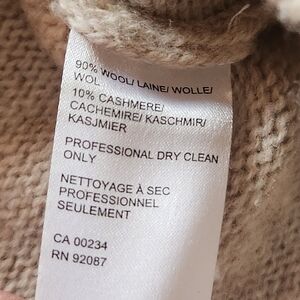 90% WOOL/ LAINE/ WOLLE/
WOL
10% CASHMERE/
CACHEMIRE/ KASCHMIR/
KASJMIER
PROFESSIONAL DRY CLEAN
ONLY
NETTOYAGE À SEC
PROFESSIONNEL
SEULEMENT
CA 00234
RN 92087